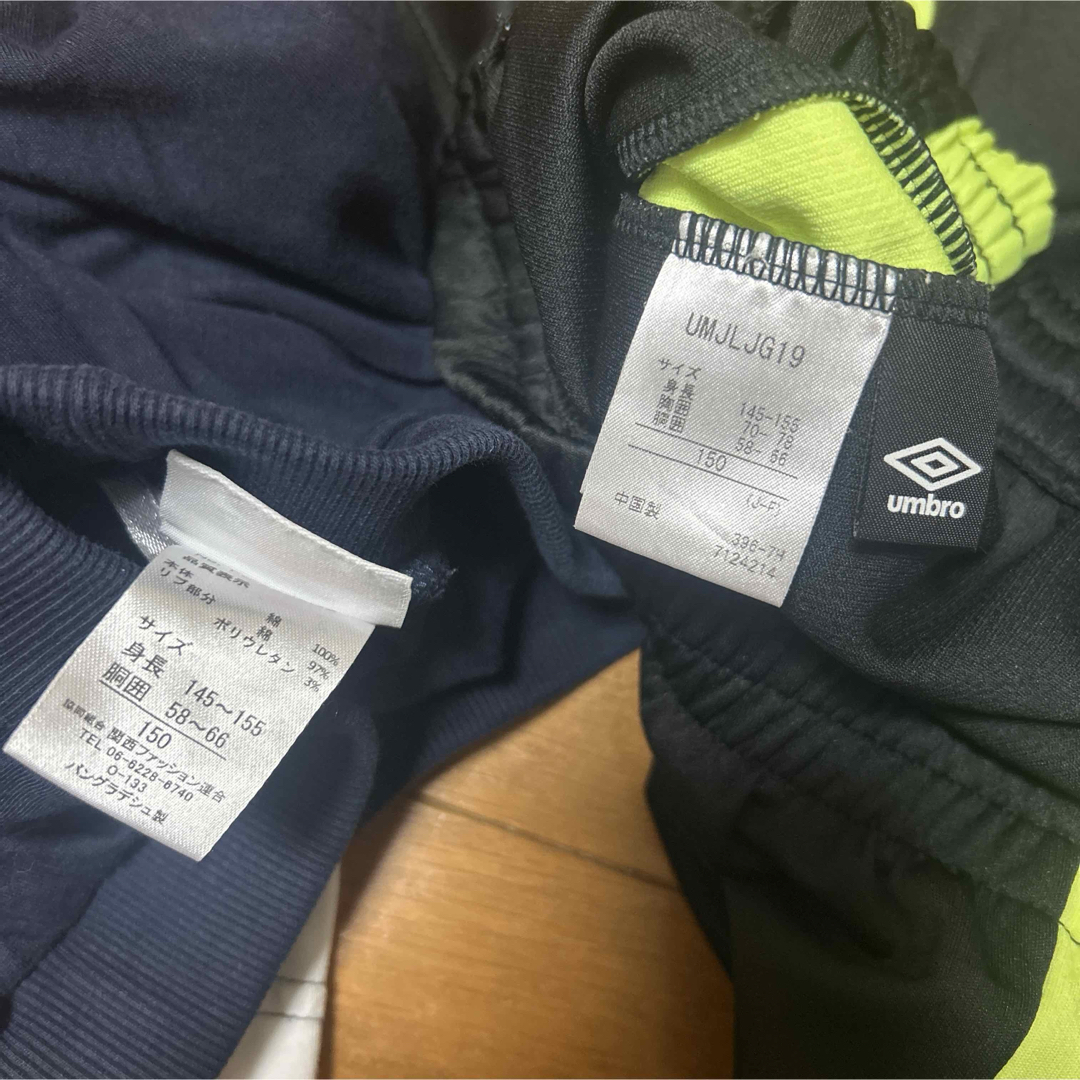 品質表示
本体 綿 100%
リブ部分 綿 97%
ポリウレタン 3%
サイズ
身長 145～155
胴囲 58～66
150
協同組合 関西ファッション連合
TEL 06-6228-6740
O-133
バングラデシュ製
UMJLJG19
サイズ
身長 145-155
胸囲 70- 78
胴囲 58- 66
150
(J-F)
中国製
396-7H
7124214
umbro